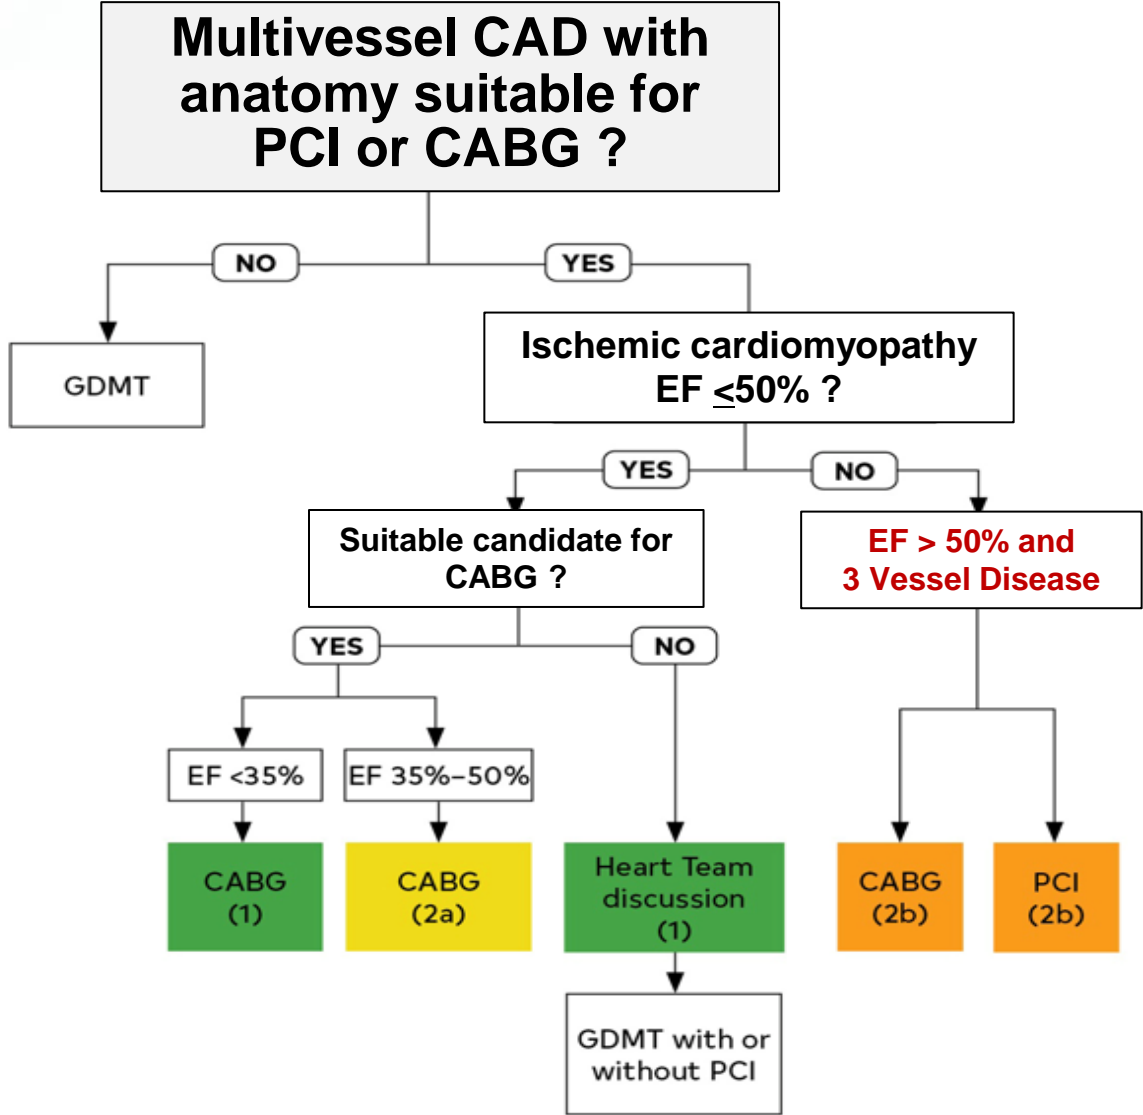 Multivessel CAD with
anatomy suitable for
PCI or CABG ?
NO
YES
GDMT
Ischemic cardiomyopathy
EF <50% ?
YES
NO
Suitable candidate for
CABG ?
EF > 50% and
3 Vessel Disease
YES
NO
EF <35%
EF 35%–50%
CABG
(1)
CABG
(2a)
Heart Team
discussion
(1)
CABG
(2b)
PCI
(2b)
GDMT with or
without PCI